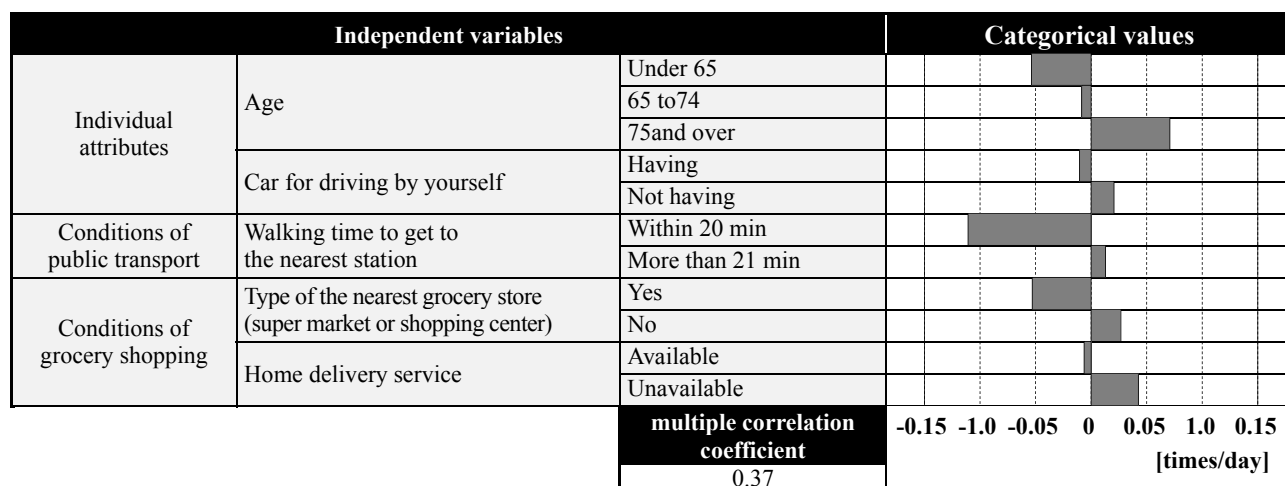 Independent variables
Categorical values
Individual
attributes
Age
Under 65
65 to74
75and over
Car for driving by yourself
Having
Not having
Conditions of
public transport
Walking time to get to
the nearest station
Within 20 min
More than 21 min
Conditions of
grocery shopping
Type of the nearest grocery store
(super market or shopping center)
Yes
No
Home delivery service
Available
Unavailable
multiple correlation
coefficient
0.37
-0.15 -1.0 -0.05 0 0.05 1.0 0.15
[times/day]